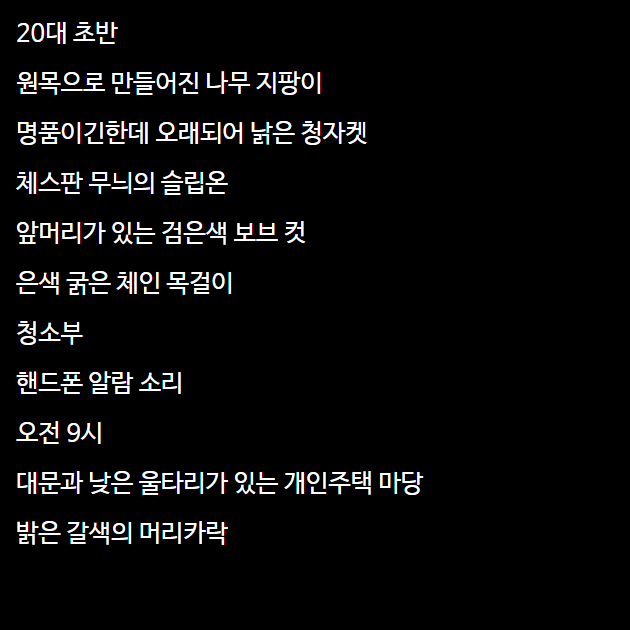 20대 초반
원목으로 만들어진 나무 지팡이
명품이긴한데 오래되어 낡은 청자켓
체스판 무늬의 슬립온
앞머리가 있는 검은색 보브 컷
은색 굵은 체인 목걸이
청소부
핸드폰 알람 소리
오전 9시
대문과 낮은 울타리가 있는 개인주택 마당
밝은 갈색의 머리카락